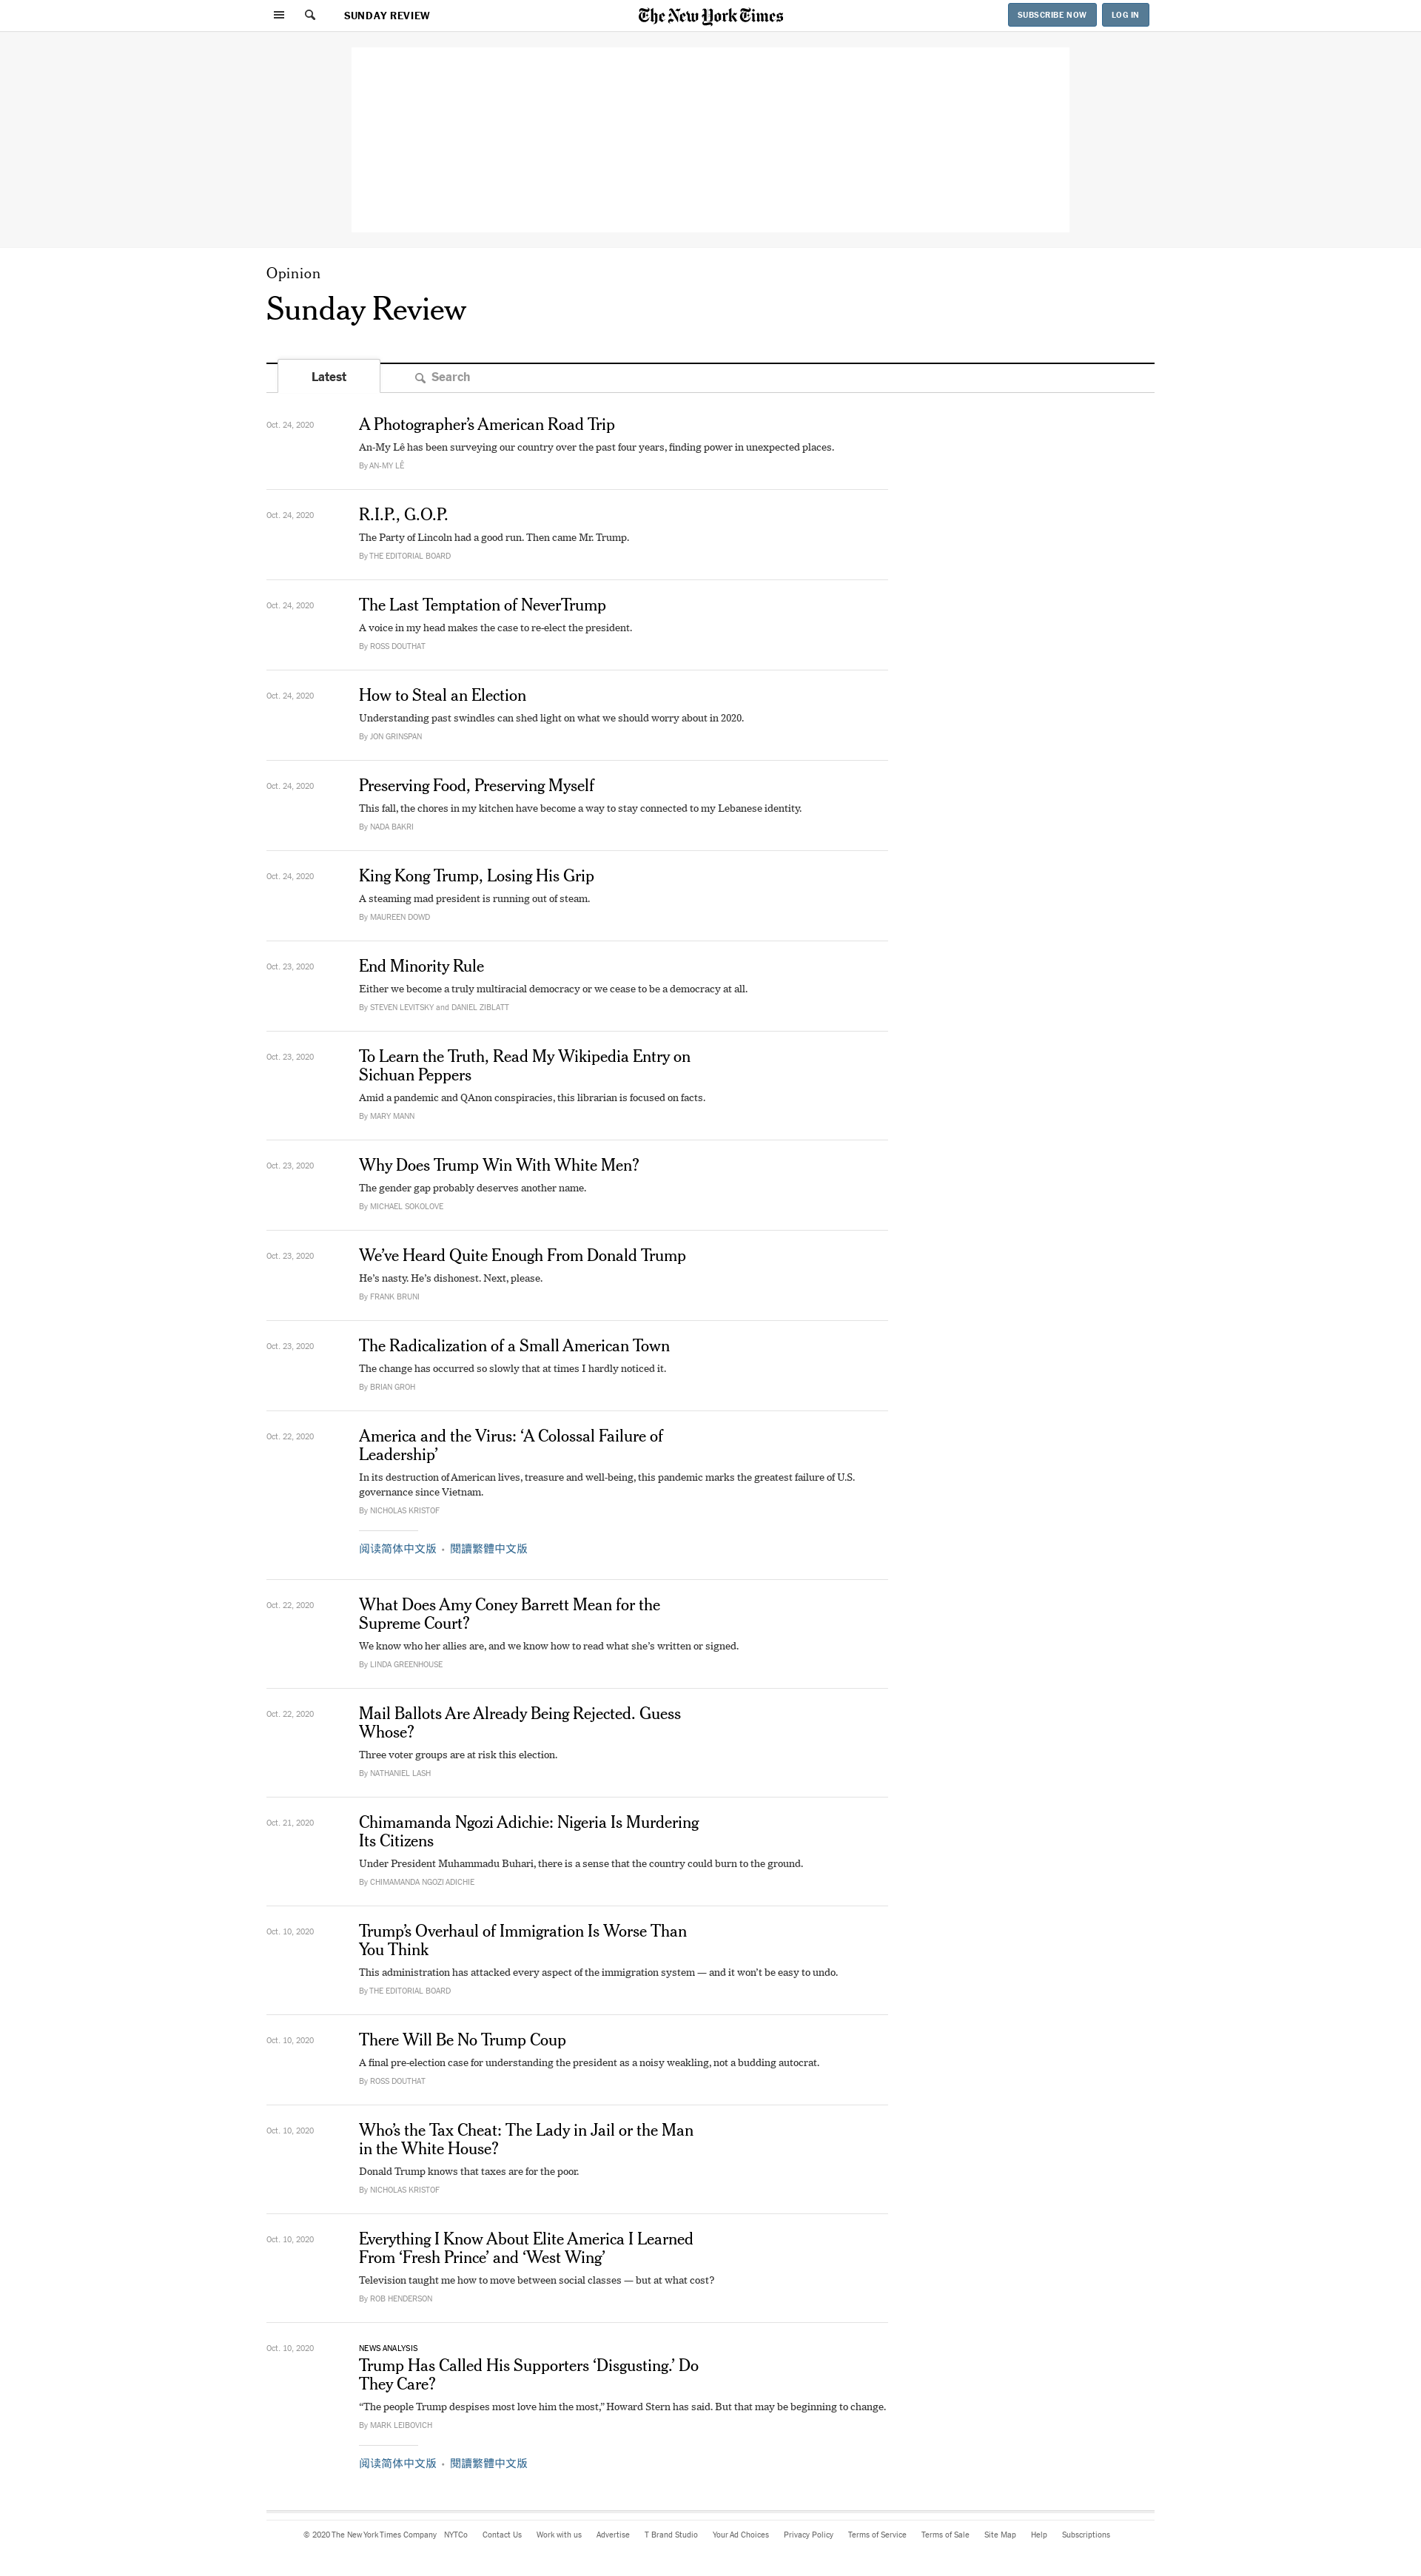 SUNDAY REVIEW
The New York Times
SUBSCRIBE NOW
LOG IN
Opinion
Sunday Review
Latest
Search
Oct. 24, 2020
A Photographer’s American Road Trip
An-My Lê has been surveying our country over the past four years, finding power in unexpected places.
By AN-MY LÊ
Oct. 24, 2020
R.I.P., G.O.P.
The Party of Lincoln had a good run. Then came Mr. Trump.
By THE EDITORIAL BOARD
Oct. 24, 2020
The Last Temptation of NeverTrump
A voice in my head makes the case to re-elect the president.
By ROSS DOUTHAT
Oct. 24, 2020
How to Steal an Election
Understanding past swindles can shed light on what we should worry about in 2020.
By JON GRINSPAN
Oct. 24, 2020
Preserving Food, Preserving Myself
This fall, the chores in my kitchen have become a way to stay connected to my Lebanese identity.
By NADA BAKRI
Oct. 24, 2020
King Kong Trump, Losing His Grip
A steaming mad president is running out of steam.
By MAUREEN DOWD
Oct. 23, 2020
End Minority Rule
Either we become a truly multiracial democracy or we cease to be a democracy at all.
By STEVEN LEVITSKY and DANIEL ZIBLATT
Oct. 23, 2020
To Learn the Truth, Read My Wikipedia Entry on
Sichuan Peppers
Amid a pandemic and QAnon conspiracies, this librarian is focused on facts.
By MARY MANN
Oct. 23, 2020
Why Does Trump Win With White Men?
The gender gap probably deserves another name.
By MICHAEL SOKOLOVE
Oct. 23, 2020
We’ve Heard Quite Enough From Donald Trump
He’s nasty. He’s dishonest. Next, please.
By FRANK BRUNI
Oct. 23, 2020
The Radicalization of a Small American Town
The change has occurred so slowly that at times I hardly noticed it.
By BRIAN GROH
Oct. 22, 2020
America and the Virus: ‘A Colossal Failure of
Leadership’
In its destruction of American lives, treasure and well-being, this pandemic marks the greatest failure of U.S.
governance since Vietnam.
By NICHOLAS KRISTOF
阅读简体中文版 • 閱讀繁體中文版
Oct. 22, 2020
What Does Amy Coney Barrett Mean for the
Supreme Court?
We know who her allies are, and we know how to read what she’s written or signed.
By LINDA GREENHOUSE
Oct. 22, 2020
Mail Ballots Are Already Being Rejected. Guess
Whose?
Three voter groups are at risk this election.
By NATHANIEL LASH
Oct. 21, 2020
Chimamanda Ngozi Adichie: Nigeria Is Murdering
Its Citizens
Under President Muhammadu Buhari, there is a sense that the country could burn to the ground.
By CHIMAMANDA NGOZI ADICHIE
Oct. 10, 2020
Trump’s Overhaul of Immigration Is Worse Than
You Think
This administration has attacked every aspect of the immigration system — and it won’t be easy to undo.
By THE EDITORIAL BOARD
Oct. 10, 2020
There Will Be No Trump Coup
A final pre-election case for understanding the president as a noisy weakling, not a budding autocrat.
By ROSS DOUTHAT
Oct. 10, 2020
Who’s the Tax Cheat: The Lady in Jail or the Man
in the White House?
Donald Trump knows that taxes are for the poor.
By NICHOLAS KRISTOF
Oct. 10, 2020
Everything I Know About Elite America I Learned
From ‘Fresh Prince’ and ‘West Wing’
Television taught me how to move between social classes — but at what cost?
By ROB HENDERSON
Oct. 10, 2020
NEWS ANALYSIS
Trump Has Called His Supporters ‘Disgusting.’ Do
They Care?
“The people Trump despises most love him the most,” Howard Stern has said. But that may be beginning to change.
By MARK LEIBOVICH
阅读简体中文版 • 閱讀繁體中文版
© 2020 The New York Times Company NYTCo Contact Us Work with us Advertise T Brand Studio Your Ad Choices Privacy Policy Terms of Service Terms of Sale Site Map Help Subscriptions